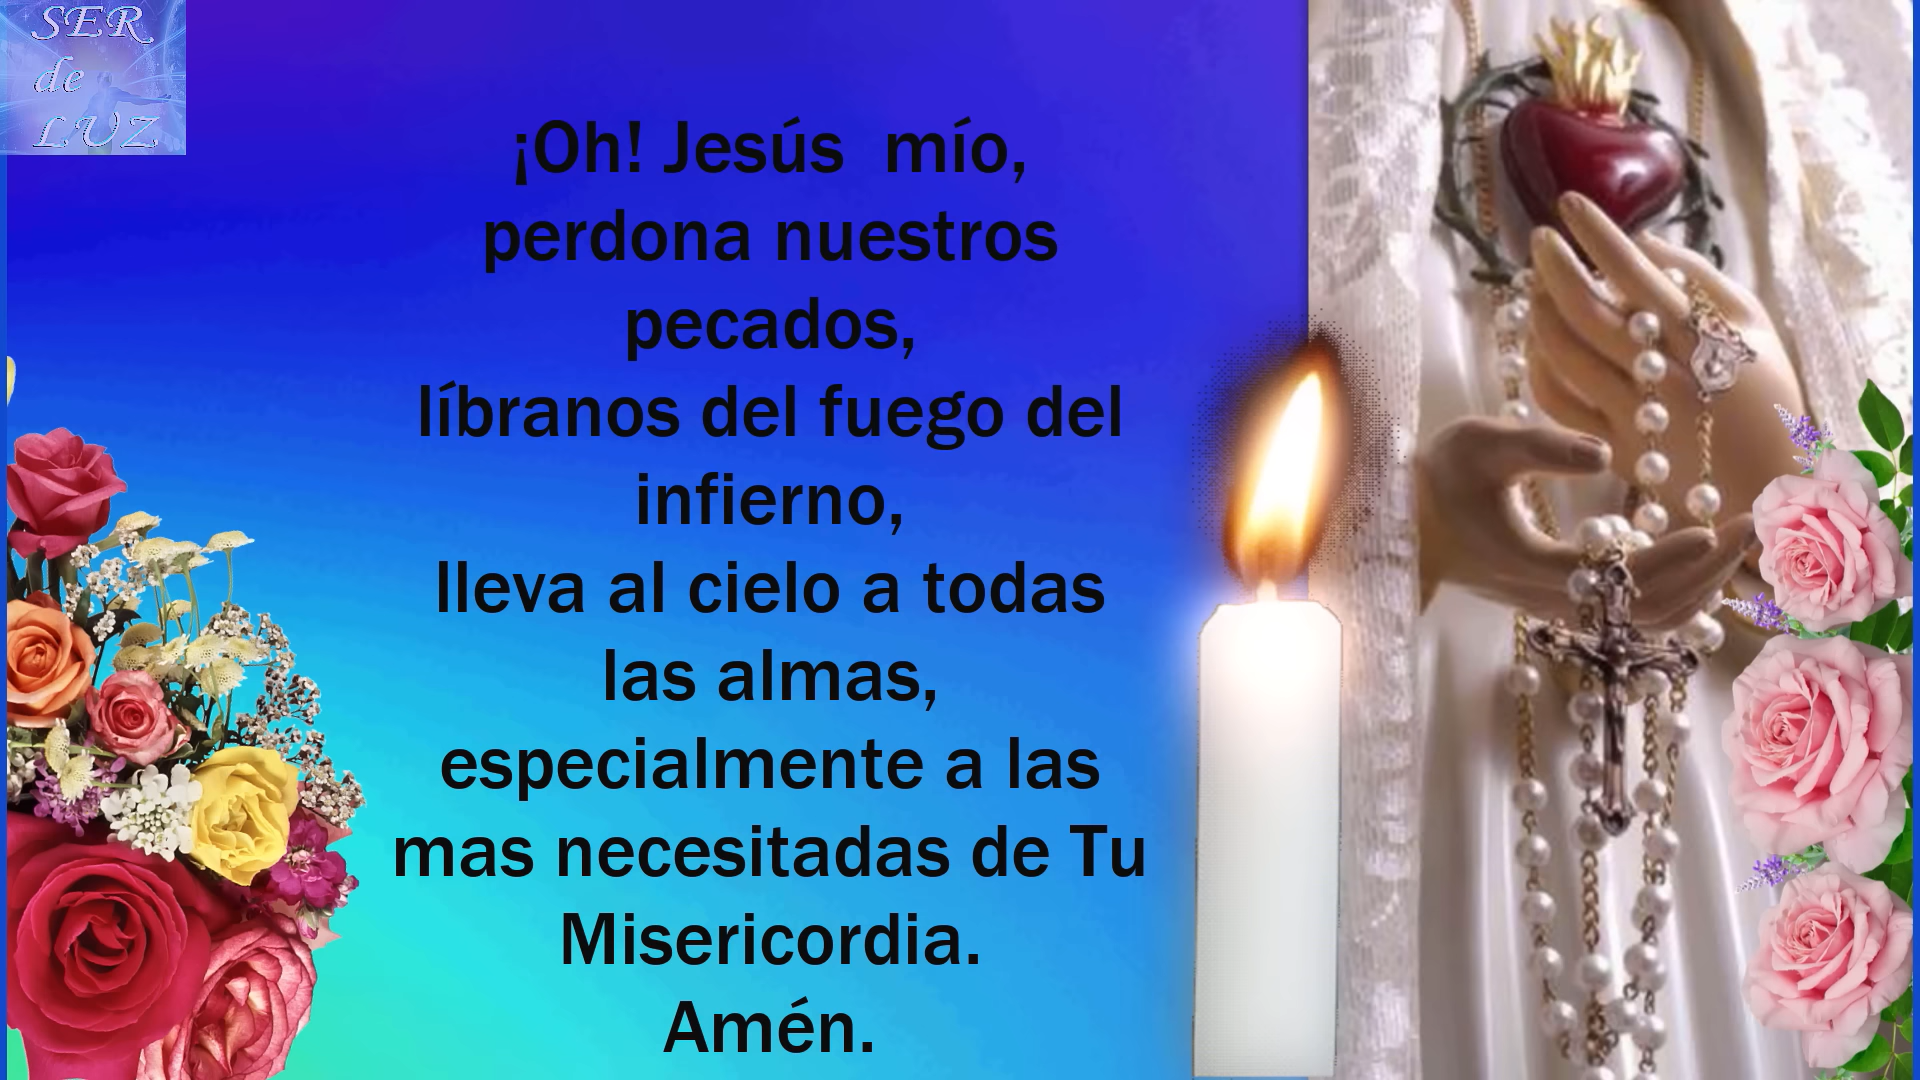 SER
de
LUZ
¡Oh! Jesús  mío,
perdona nuestros
pecados,
líbranos del fuego del
infierno,
lleva al cielo a todas
las almas,
especialmente a las
mas necesitadas de Tu
Misericordia.
Amén.